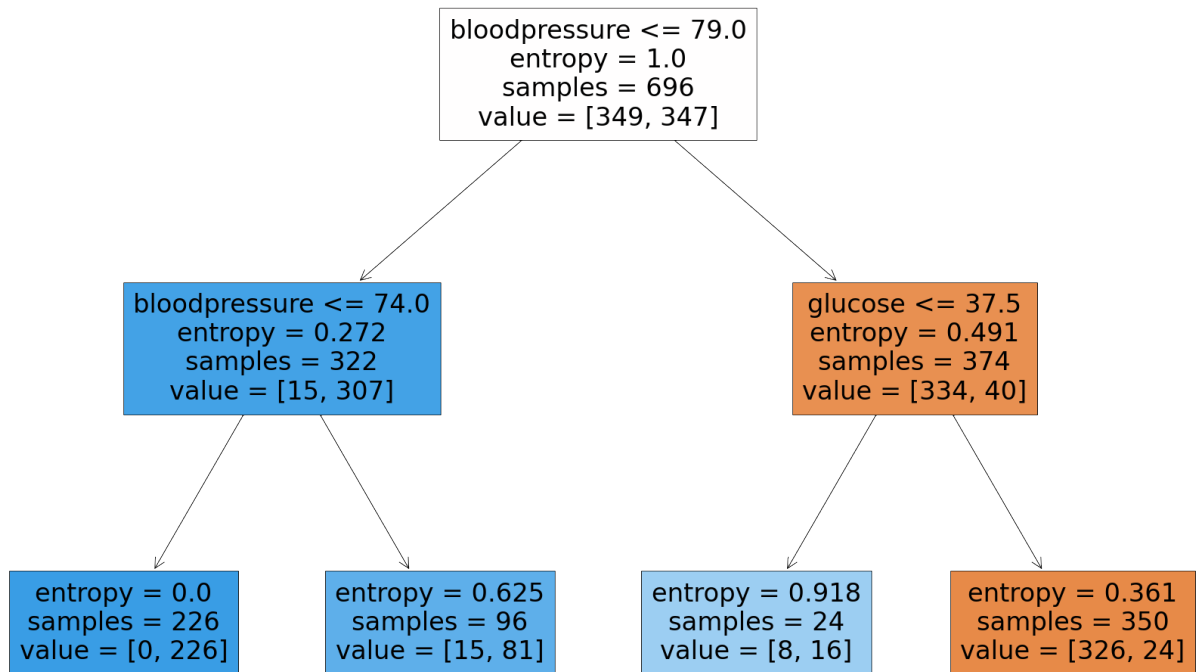 bloodpressure <= 79.0
entropy = 1.0
samples = 696
value = [349, 347]
bloodpressure <= 74.0
entropy = 0.272
samples = 322
value = [15, 307]
glucose <= 37.5
entropy = 0.491
samples = 374
value = [334, 40]
entropy = 0.0
samples = 226
value = [0, 226]
entropy = 0.625
samples = 96
value = [15, 81]
entropy = 0.918
samples = 24
value = [8, 16]
entropy = 0.361
samples = 350
value = [326, 24]